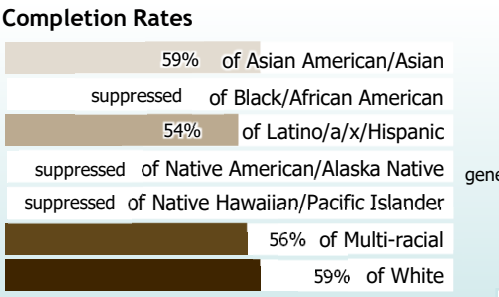 Completion Rates
59% of Asian American/Asian
suppressed of Black/African American
54% of Latino/a/x/Hispanic
suppressed of Native American/Alaska Native
gene
suppressed of Native Hawaiian/Pacific Islander
56% of Multi-racial
59% of White